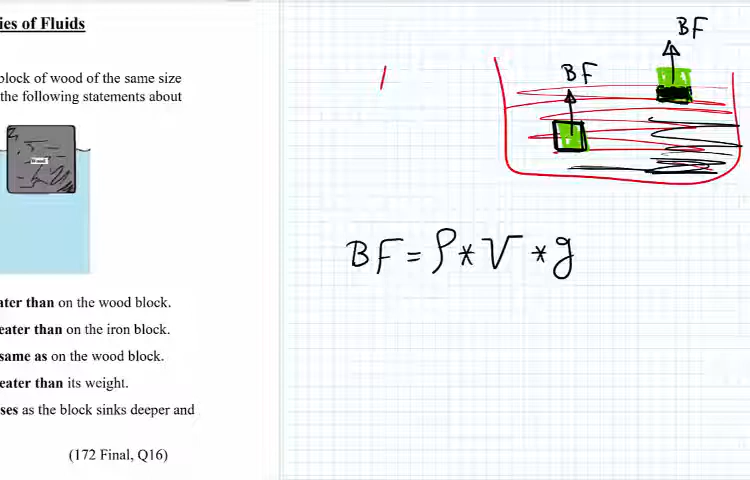 ies of Fluids
block of wood of the same size
the following statements about
ater than on the wood block.
eater than on the iron block.
same as on the wood block.
eater than its weight.
ses as the block sinks deeper and
(172 Final, Q16)
BF
BF
BF = ρ * V * g